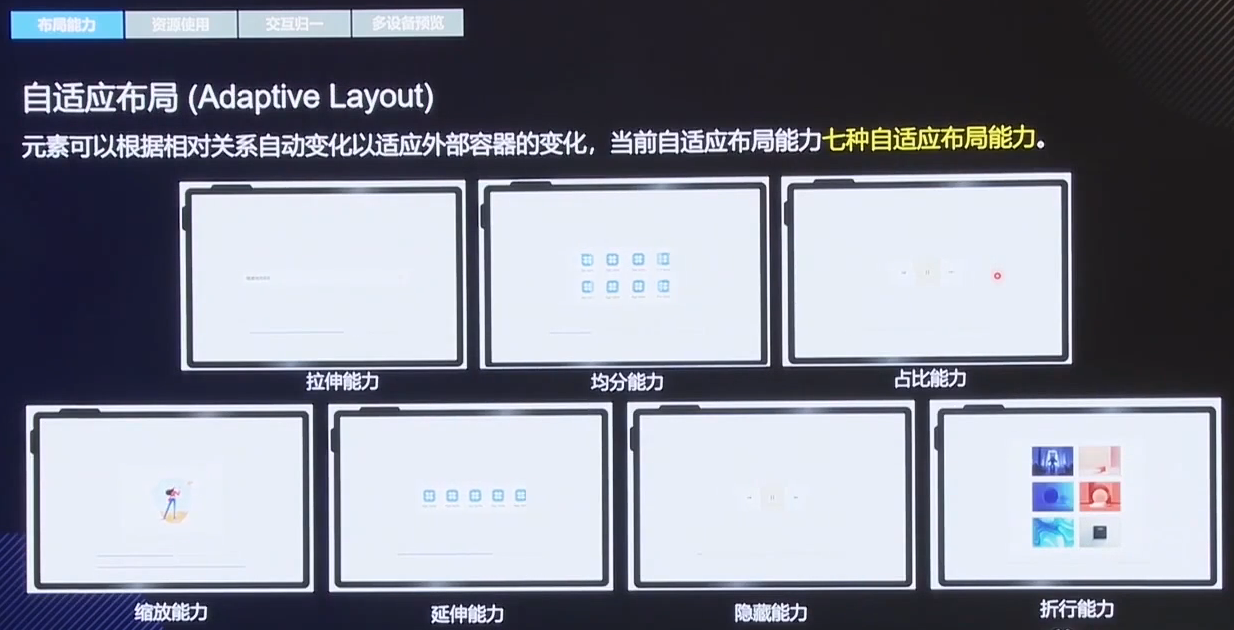 布局能力
资源使用
交互归一
多设备预览
自适应布局 (Adaptive Layout)
元素可以根据相对关系自动变化以适应外部容器的变化，当前自适应布局能力七种自适应布局能力。
拉伸能力
均分能力
占比能力
缩放能力
延伸能力
隐藏能力
折行能力